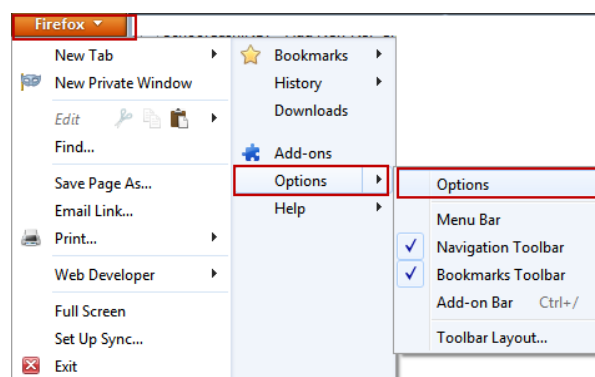 Firefox
New Tab
New Private Window
Edit
Find...
Save Page As...
Email Link...
Print...
Web Developer
Full Screen
Set Up Sync...
Exit
Bookmarks
History
Downloads
Add-ons
Options
Help
Options
Menu Bar
Navigation Toolbar
Bookmarks Toolbar
Add-on Bar Ctrl+/
Toolbar Layout...